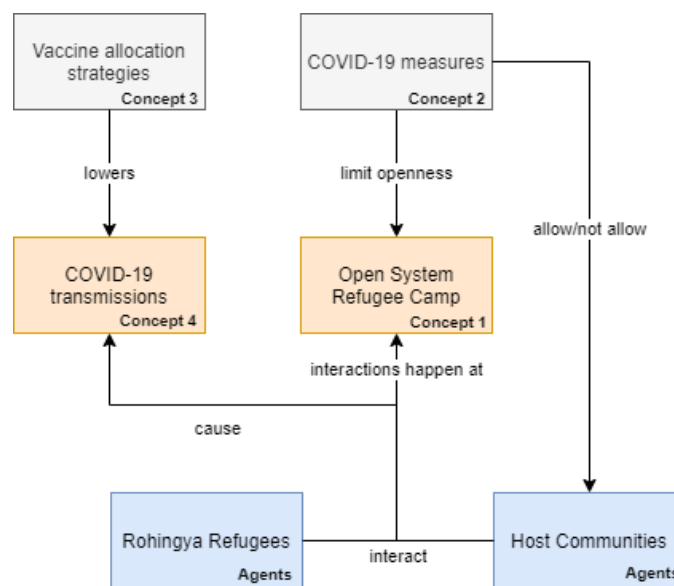 Vaccine allocation
strategies
Concept 3
COVID-19 measures
Concept 2
lowers
limit openness
allow/not allow
COVID-19
transmissions
Concept 4
Open System
Refugee Camp
Concept 1
interactions happen at
cause
Rohingya Refugees
Agents
interact
Host Communities
Agents